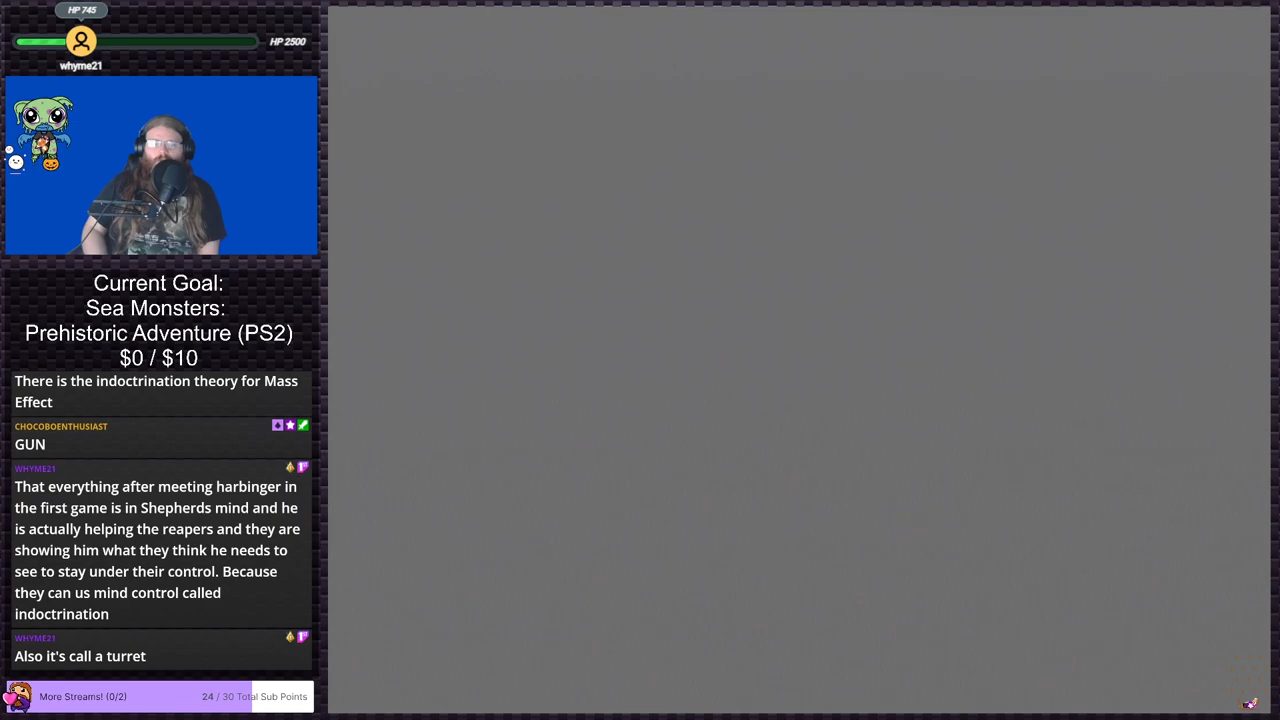 HP 745
HP 2500
whyme21
Current Goal:
Sea Monsters:
Prehistoric Adventure (PS2)
$0 / $10
There is the indoctrination theory for Mass
Effect
CHOCOBOENTHUSIAST
GUN
WHYME21
That everything after meeting harbinger in
the first game is in Shepherds mind and he
is actually helping the reapers and they are
showing him what they think he needs to
see to stay under their control. Because
they can us mind control called
indoctrination
WHYME21
Also it's call a turret
More Streams! (0/2)
24 / 30 Total Sub Points